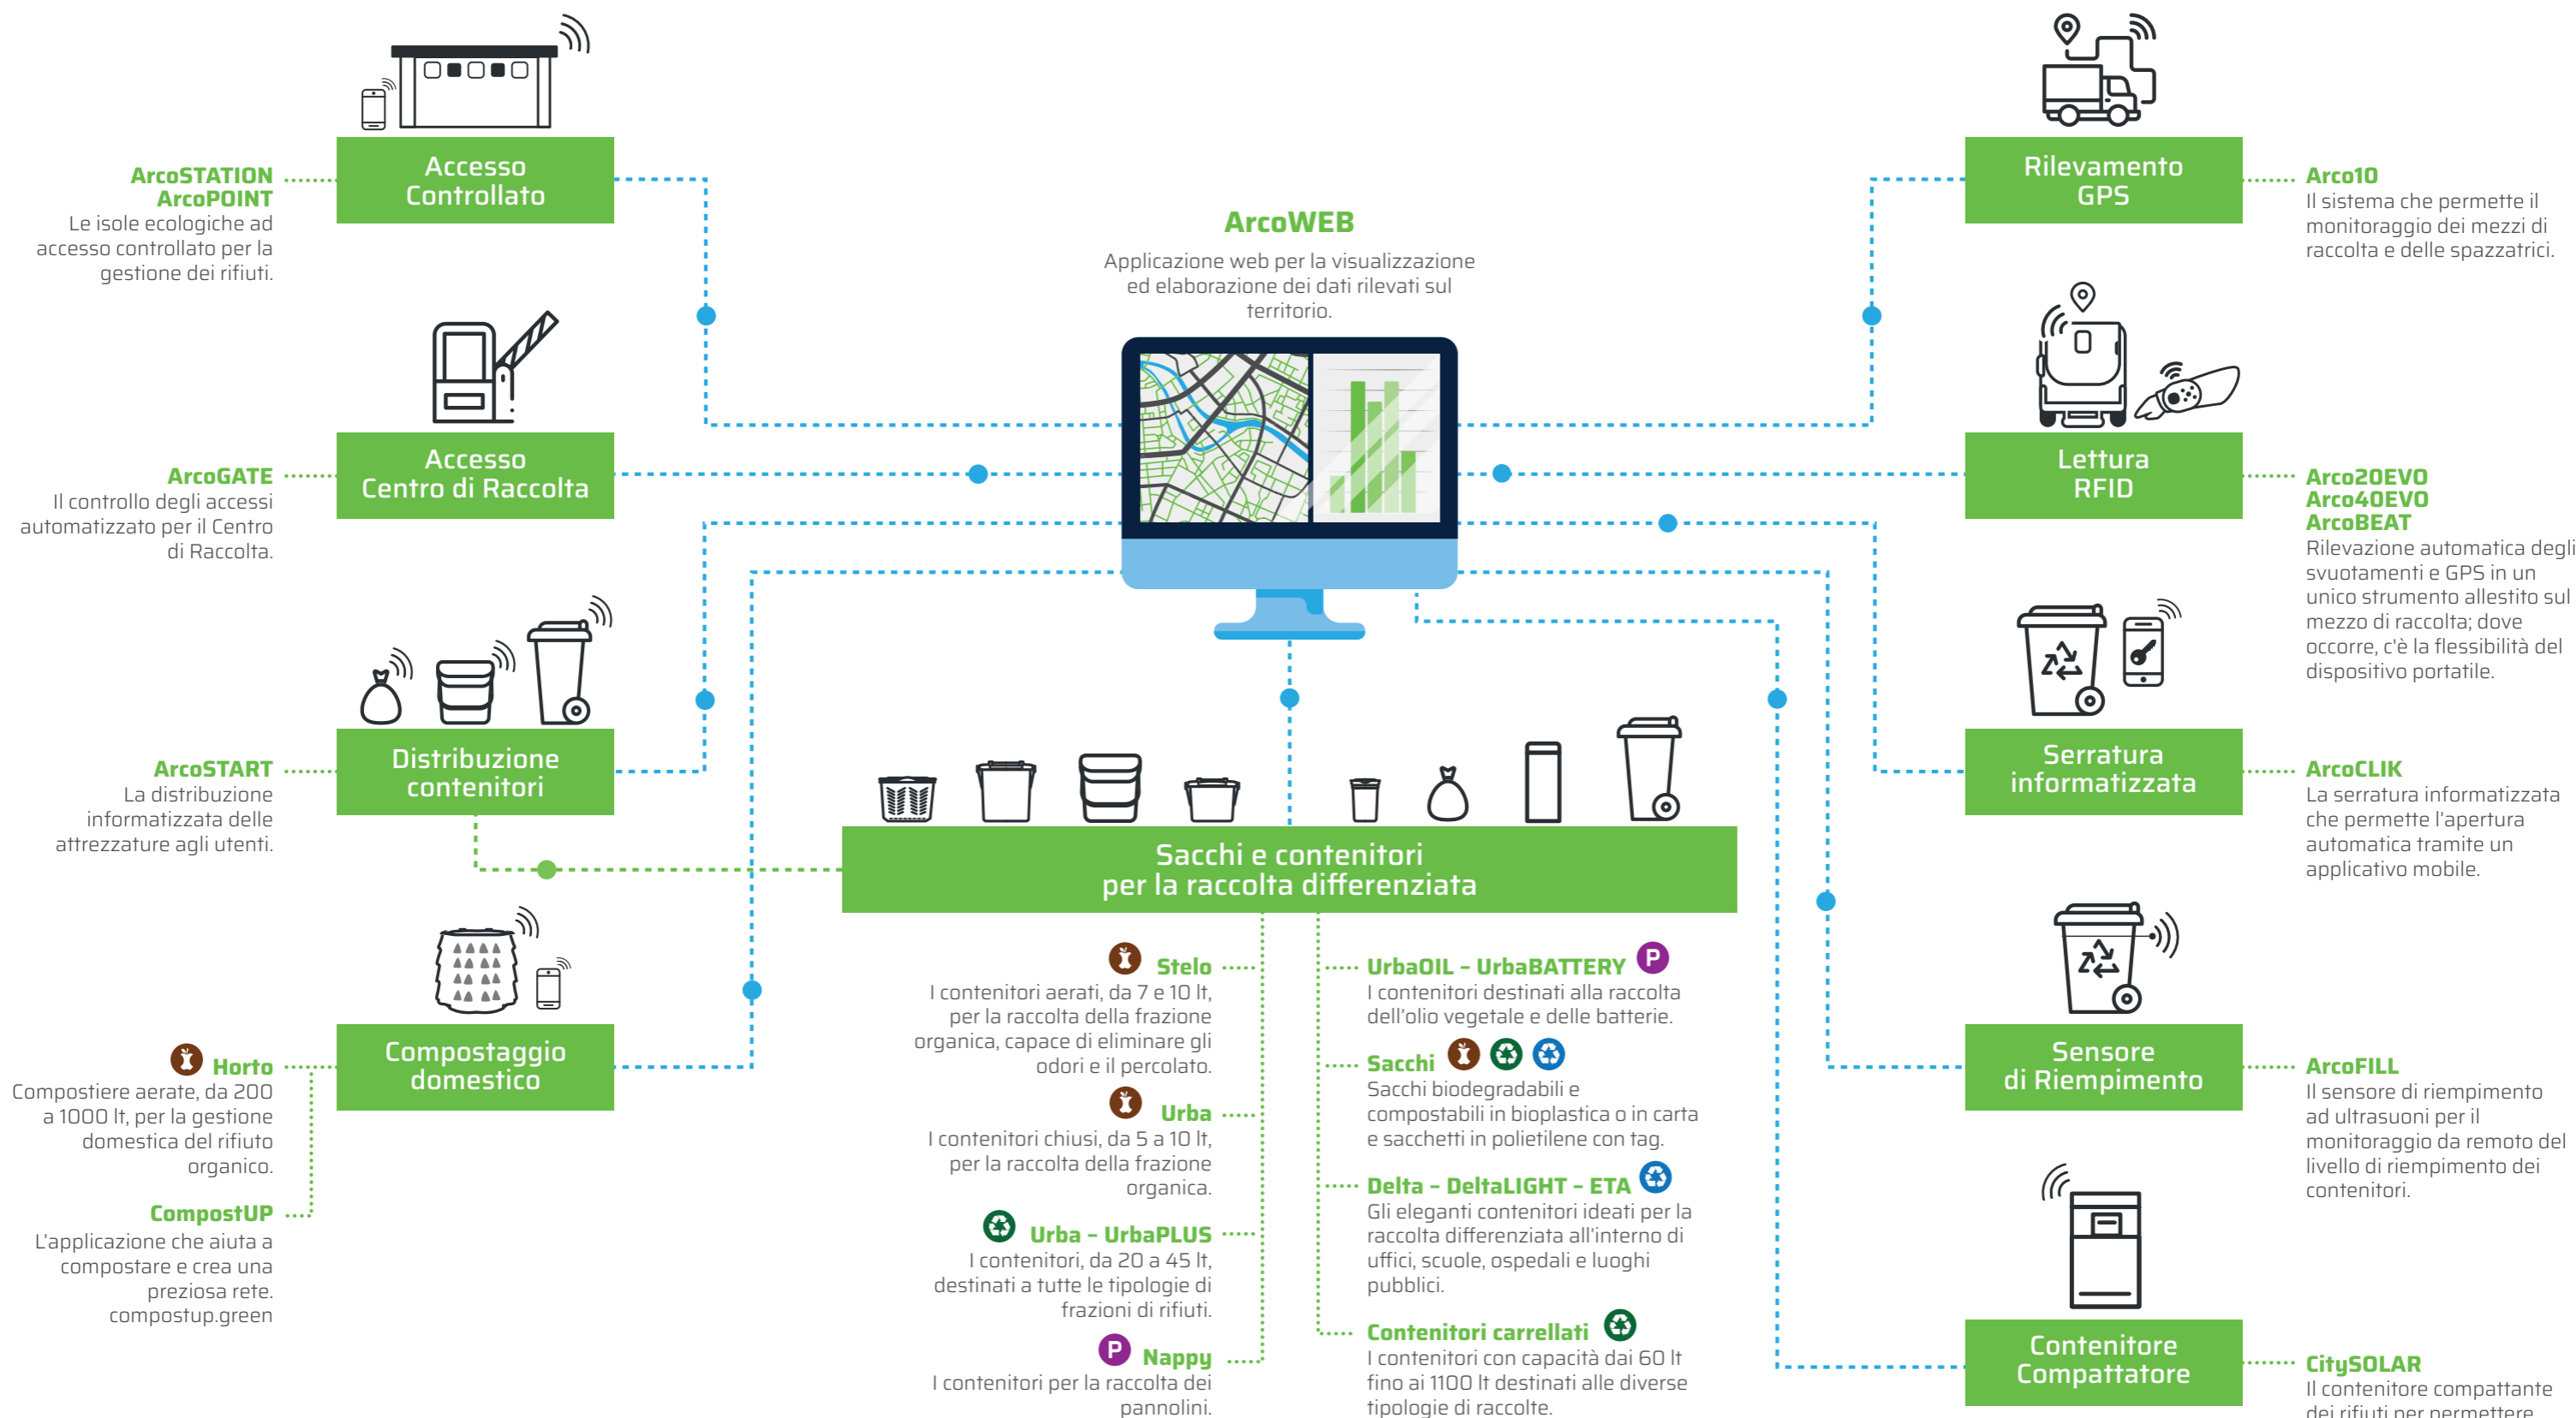 Accesso
Controllato
ArcoSTATION
ArcoPOINT
Le isole ecologiche ad
accesso controllato per la
gestione dei rifiuti.
Accesso
Centro di Raccolta
ArcoGATE
Il controllo degli accessi
automatizzato per il Centro
di Raccolta.
Distribuzione
contenitori
ArcoSTART
La distribuzione
informatizzata delle
attrezzature agli utenti.
Compostaggio
domestico
Horto
Compostiere aerate, da 200
a 1000 lt, per la gestione
domestica del rifiuto
organico.
CompostUP
L'applicazione che aiuta a
compostare e crea una
preziosa rete.
compostup.green
ArcoWEB
Applicazione web per la visualizzazione
ed elaborazione dei dati rilevati sul
territorio.
Sacchi e contenitori
per la raccolta differenziata
Stelo
I contenitori aerati, da 7 e 10 lt,
per la raccolta della frazione
organica, capace di eliminare gli
odori e il percolato.
Urba
I contenitori chiusi, da 5 a 10 lt,
per la raccolta della frazione
organica.
Urba – UrbaPLUS
I contenitori, da 20 a 45 lt,
destinati a tutte le tipologie di
frazioni di rifiuti.
P Nappy
I contenitori per la raccolta dei
pannolini.
UrbaOIL – UrbaBATTERY P
I contenitori destinati alla raccolta
dell'olio vegetale e delle batterie.
Sacchi
Sacchi biodegradabili e
compostabili in bioplastica o in carta
e sacchetti in polietilene con tag.
Delta – DeltaLIGHT – ETA
Gli eleganti contenitori ideati per la
raccolta differenziata all'interno di
uffici, scuole, ospedali e luoghi
pubblici.
Contenitori carrellati
I contenitori con capacità dai 60 lt
fino ai 1100 lt destinati alle diverse
tipologie di raccolte.
Rilevamento
GPS
Arco10
Il sistema che permette il
monitoraggio dei mezzi di
raccolta e delle spazzatrici.
Lettura
RFID
Arco20EVO
Arco40EVO
ArcoBEAT
Rilevazione automatica degli
svuotamenti e GPS in un
unico strumento allestito sul
mezzo di raccolta; dove
occorre, c'è la flessibilità del
dispositivo portatile.
Serratura
informatizzata
ArcoCLIK
La serratura informatizzata
che permette l'apertura
automatica tramite un
applicativo mobile.
Sensore
di Riempimento
ArcoFILL
Il sensore di riempimento
ad ultrasuoni per il
monitoraggio da remoto del
livello di riempimento dei
contenitori.
Contenitore
Compattatore
CitySOLAR
Il contenitore compattante
dei rifiuti per permettere